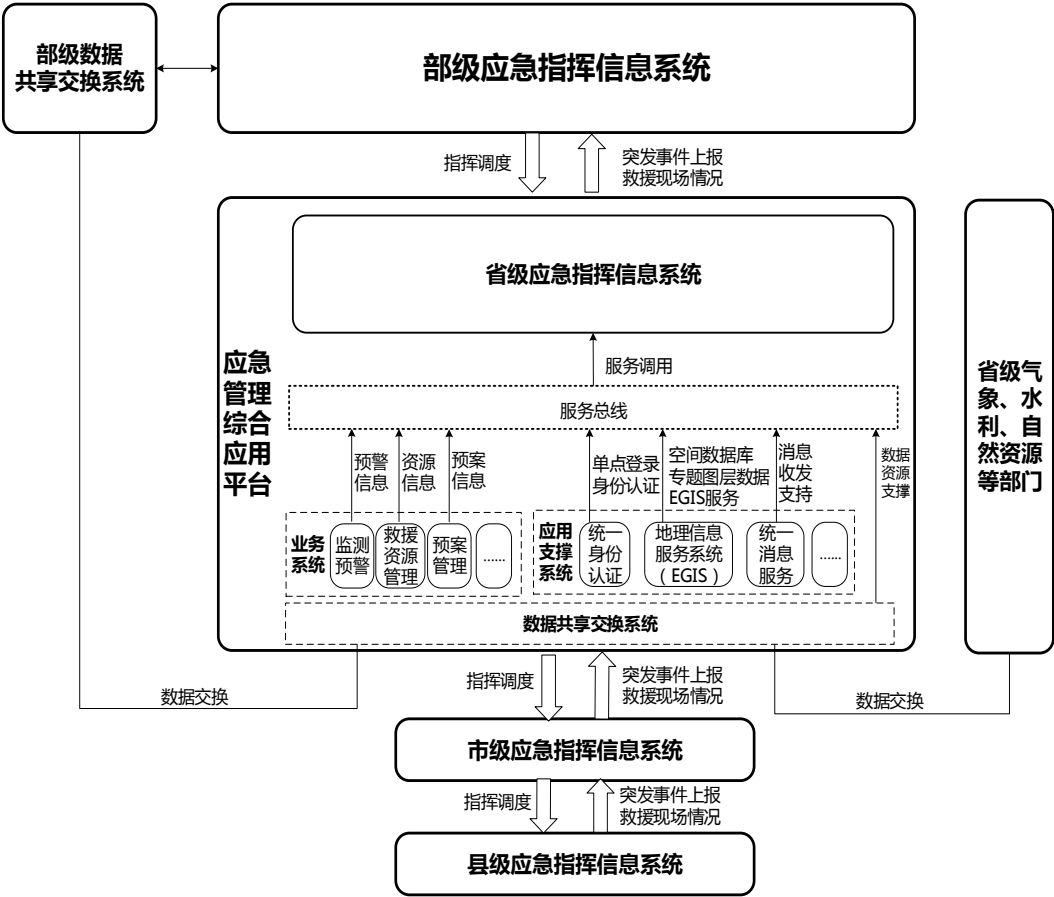 部级数据
共享交换系统
部级应急指挥信息系统
指挥调度
突发事件上报
救援现场情况
应急
管理
综合
应用
平台
省级应急指挥信息系统
服务调用
服务总线
预警
信息
资源
信息
预案
信息
单点登录
身份认证
空间数据库
专题图层数据
EGIS服务
消息
收发
支持
数据
资源
支撑
业务
系统
监测
预警
救援
资源
管理
预案
管理
......
应用
支撑
系统
统一
身份
认证
地理信息
服务系统
（EGIS）
统一
消息
服务
......
数据共享交换系统
省级气
象、水
利、自
然资源
等部门
数据交换
指挥调度
突发事件上报
救援现场情况
数据交换
市级应急指挥信息系统
指挥调度
突发事件上报
救援现场情况
县级应急指挥信息系统